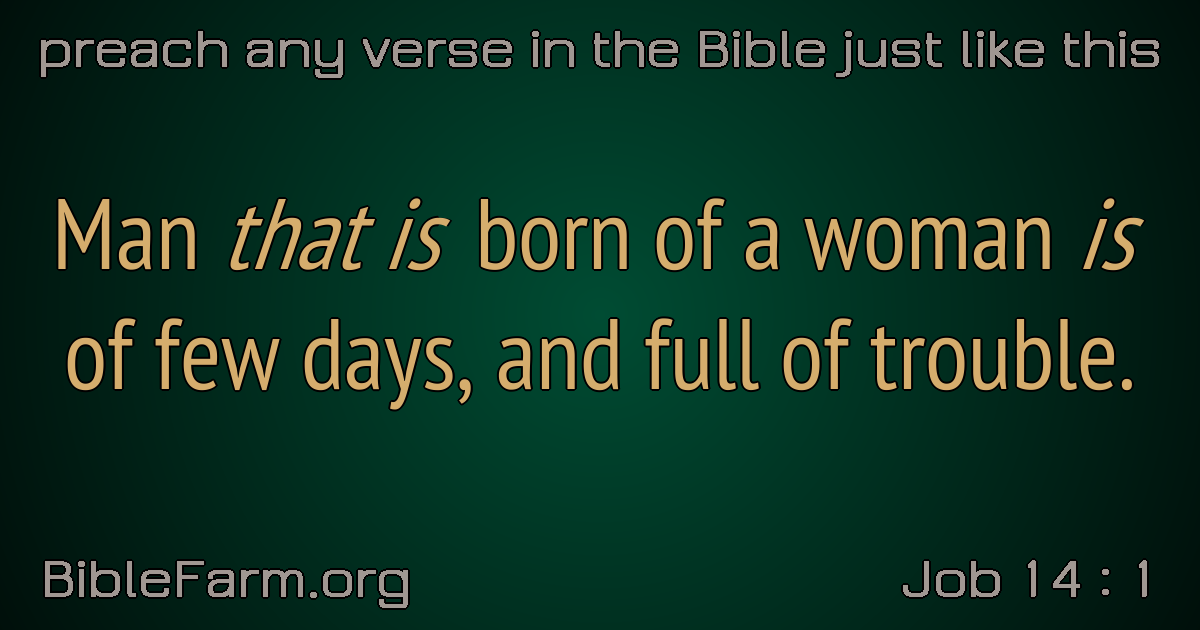 preach any verse in the Bible just like this
Man that is born of a woman is
of few days, and full of trouble.
BibleFarm.org
Job 14 : 1